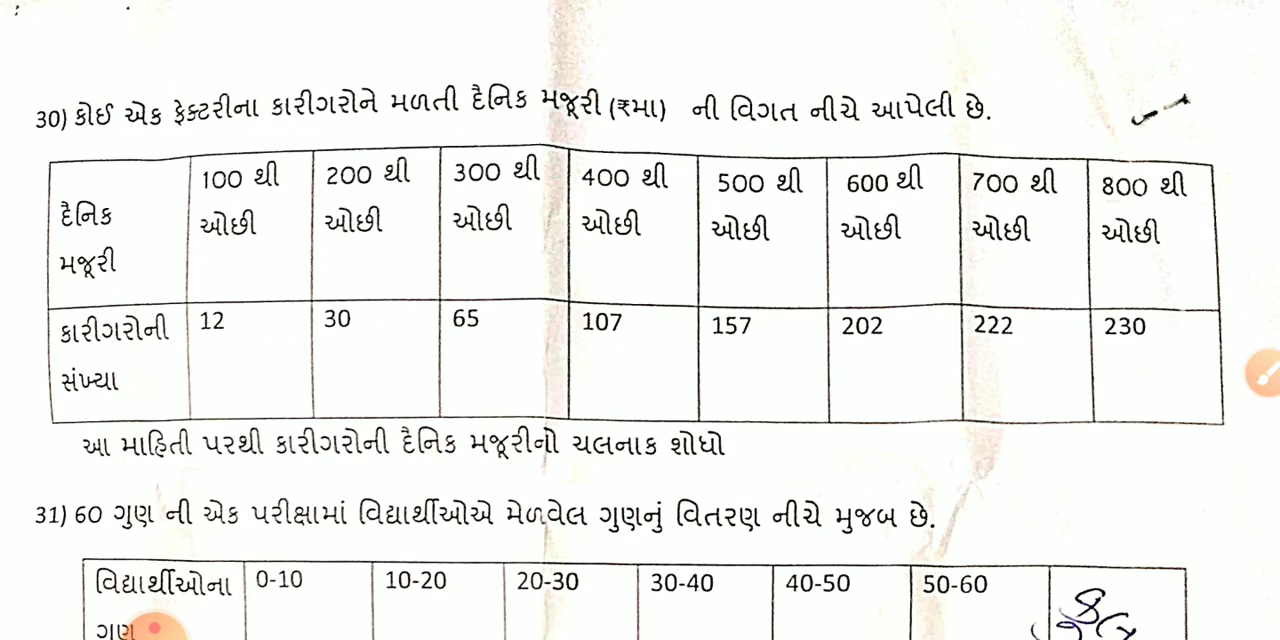 30) કોઈ એક ફેક્ટરીના કારીગરોને મળતી દૈનિક મજૂરી (₹મા) ની વિગત નીચે આપેલી છે.
દૈનિક મજૂરી 100 થી ઓછી 200 થી ઓછી 300 થી ઓછી 400 થી ઓછી 500 થી ઓછી 600 થી ઓછી 700 થી ઓછી 800 થી ઓછી
કારીગરોની સંખ્યા 12 30 65 107 157 202 222 230
આ માહિતી પરથી કારીગરોની દૈનિક મજૂરીનો ચલનાક શોધો
31) 60 ગુણ ની એક પરીક્ષામાં વિદ્યાર્થીઓએ મેળવેલ ગુણનું વિતરણ નીચે મુજબ છે.
વિદ્યાર્થીઓના 0-10 10-20 20-30 30-40 40-50 50-60
ગુણ